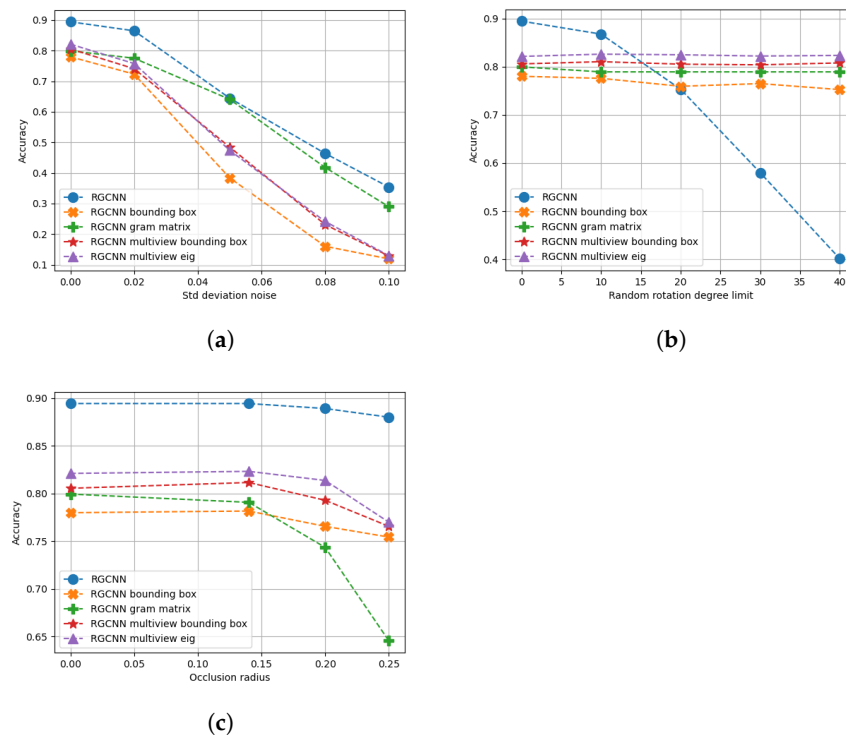 0.9
0.8
0.7
0.6
0.5
0.4
0.3
0.2
0.1
Accuracy
RGCNN
RGCNN bounding box
RGCNN gram matrix
RGCNN multiview bounding box
RGCNN multiview eig
0.00 0.02 0.04 0.06 0.08 0.10
Std deviation noise
(a)
0.9
0.8
0.7
0.6
0.5
0.4
Accuracy
RGCNN
RGCNN bounding box
RGCNN gram matrix
RGCNN multiview bounding box
RGCNN multiview eig
0 5 10 15 20 25 30 35 40
Random rotation degree limit
(b)
0.90
0.85
0.80
0.75
0.70
0.65
Accuracy
RGCNN
RGCNN bounding box
RGCNN gram matrix
RGCNN multiview bounding box
RGCNN multiview eig
0.00 0.05 0.10 0.15 0.20 0.25
Occlusion radius
(c)